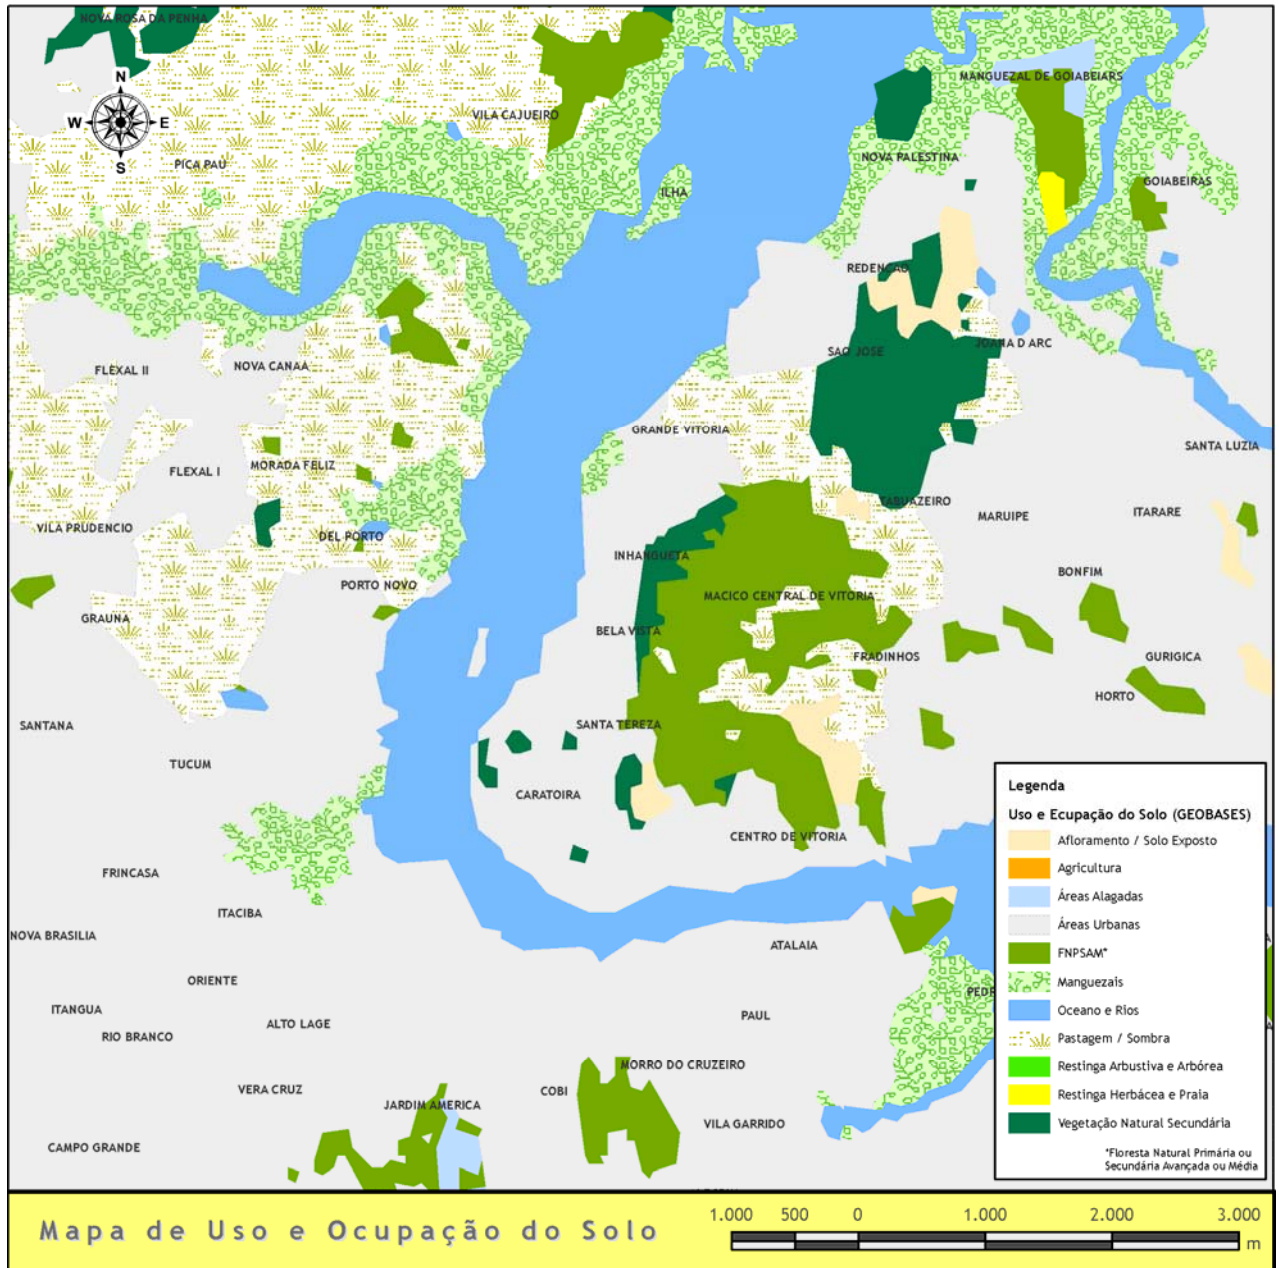 NOVA ROSA DA PENHA
N
W
E
S
MANGUEZAL DE GOIABEIARS
VILA CAJUEIRO
PICA PAU
NOVA PALESTINA
GOIABEIRAS
ILHA
REDENCAO
SAO JOSE
JOANA D ARC
FLEXAL II
NOVA CANAA
GRANDE VITORIA
SANTA LUZIA
FLEXAL I
MORADA FELIZ
TABUAZEIRO
MARUIPE
ITARARE
VILA PRUDENCIO
DEL PORTO
INHANGUETA
BONFIM
PORTO NOVO
MACICO CENTRAL DE VITORIA
GRAUNA
BELA VISTA
FRADINHOS
GURIGICA
HORTO
SANTANA
SANTA TEREZA
TUCUM
CARATOIRA
CENTRO DE VITORIA
FRINCASA
ITACIBA
NOVA BRASILIA
ATALAIA
ORIENTE
PEDR
ITANGUA
ALTO LAGE
PAUL
RIO BRANCO
MORRO DO CRUZEIRO
VERA CRUZ
COBI
JARDIM AMERICA
VILA GARRIDO
CAMPO GRANDE
Legenda
Uso e Ecupação do Solo (GEOBASES)
Afloramento / Solo Exposto
Agricultura
Áreas Alagadas
Áreas Urbanas
FNPSAM*
Manguezais
Oceano e Rios
Pastagem / Sombra
Restinga Arbustiva e Arbórea
Restinga Herbácea e Praia
Vegetação Natural Secundária
*Floresta Natural Primária ou
Secundária Avançada ou Média
Mapa de Uso e Ocupação do Solo
1.000 500 0 1.000 2.000 3.000
m